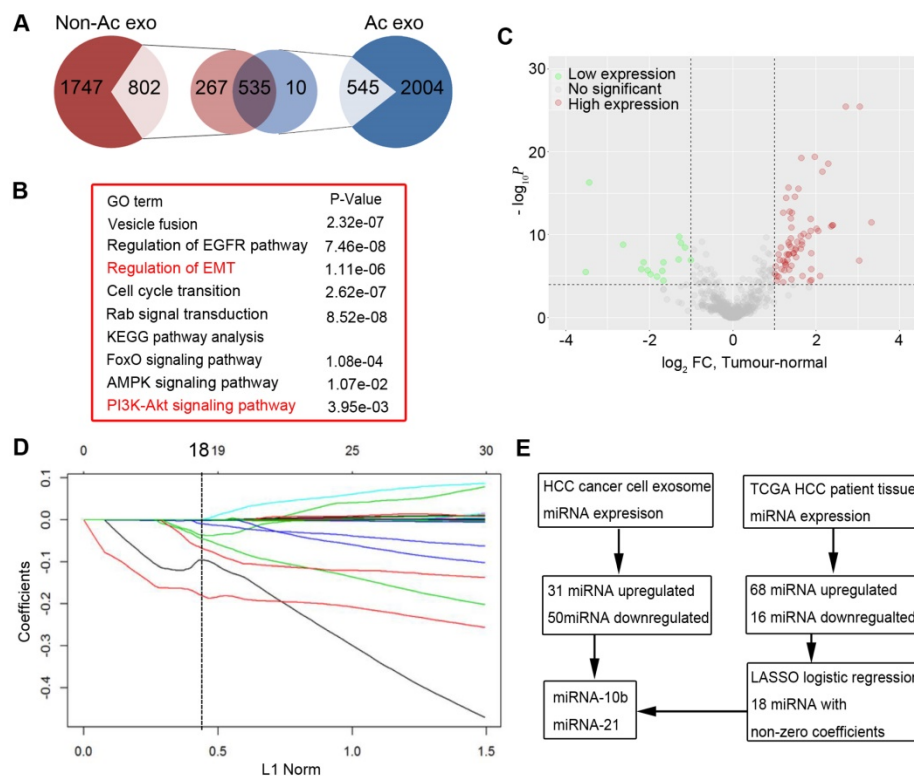 A
Non-Ac exo
Ac exo
1747
802
267
535
10
545
2004
B
GO term P-Value
Vesicle fusion 2.32e-07
Regulation of EGFR pathway 7.46e-08
Regulation of EMT 1.11e-06
Cell cycle transition 2.62e-07
Rab signal transduction 8.52e-08
KEGG pathway analysis
FoxO signaling pathway 1.08e-04
AMPK signaling pathway 1.07e-02
PI3K-Akt signaling pathway 3.95e-03
C
Low expression
No significant
High expression
30
20
10
0
- log10P
-4 -2 0 2 4
log2 FC, Tumour-normal
D
0 18 19 25 30
0.1
0.0
-0.1
-0.2
-0.3
-0.4
Coefficients
0.0 0.5 1.0 1.5
L1 Norm
E
HCC cancer cell exosome
miRNA expresison
TCGA HCC patient tissue
miRNA expression
31 miRNA upregulated
50miRNA downregulated
68 miRNA upregulated
16 miRNA downregualted
miRNA-10b
miRNA-21
LASSO logistic regression
18 miRNA with
non-zero coefficients